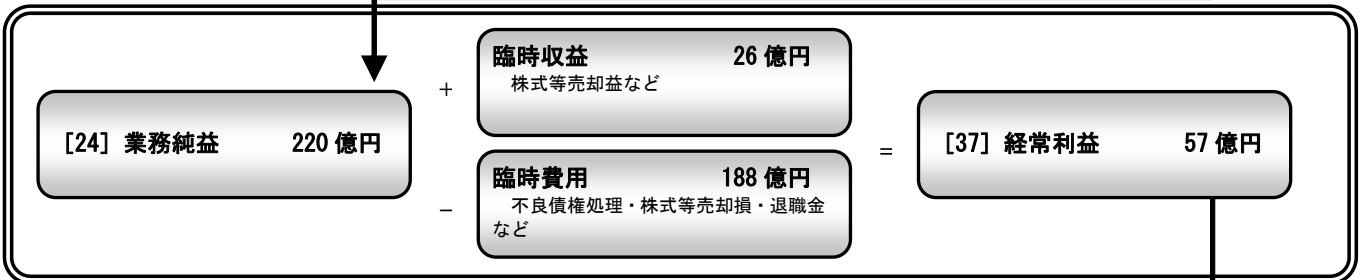 臨時収益 26 億円
株式等売却益など
+
[24] 業務純益 220 億円
[37] 経常利益 57 億円
=
臨時費用 188 億円
不良債権処理・株式等売却損・退職金
など
−